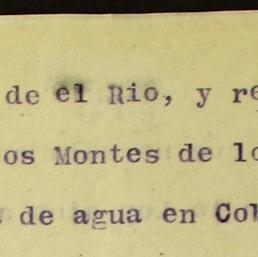 de el Rio, y re
os Montes de lo
de agua en Col